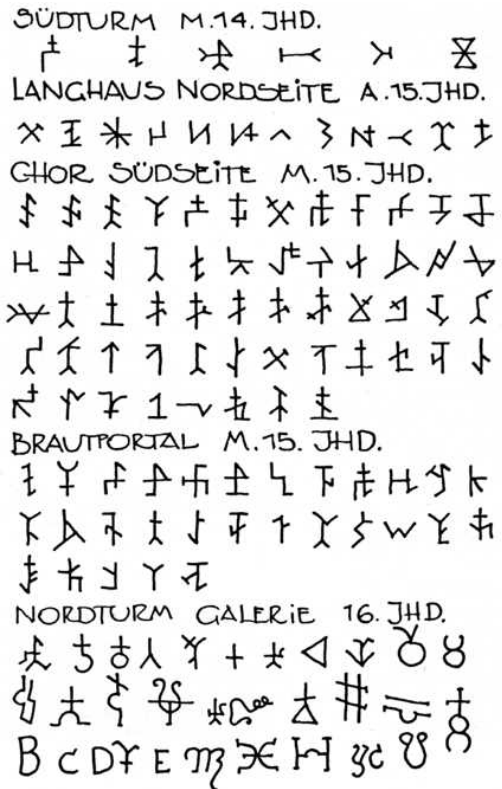 SÜDTURM M.14.JHD.
LANGHAUS NORDSEITE A.15.JHD.
CHOR SÜDSEITE M.15.JHD.
BRAUTPORTAL M.15.JHD.
NORDTURM GALERIE 16.JHD.